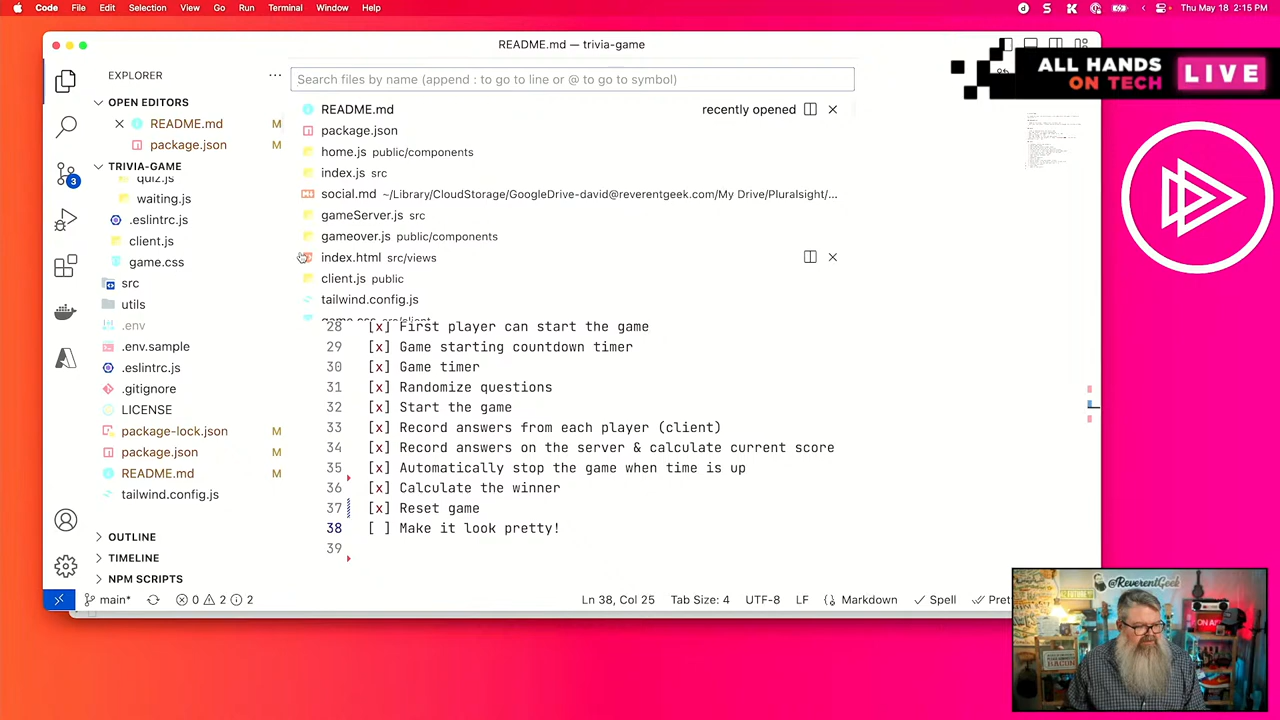 Code File Edit Selection View Go Run Terminal Window Help
Thu May 18 2:15 PM
README.md — trivia-game
ALL HANDS
ON TECH
LIVE
EXPLORER
OPEN EDITORS
README.md M
package.json M
TRIVIA-GAME
quiz.js
waiting.js
.eslintrc.js
client.js
game.css
src
utils
.env
.env.sample
.eslintrc.js
.gitignore
LICENSE
package-lock.json M
package.json M
README.md M
tailwind.config.js
OUTLINE
TIMELINE
NPM SCRIPTS
3
Search files by name (append : to go to line or @ to go to symbol)
README.md recently opened
public/components
src
social.md ~/Library/CloudStorage/GoogleDrive-david@reverentgeek.com/My Drive/Pluralsight/...
gameServer.js src
gameover.js public/components
index.html src/views
client.js public
tailwind.config.js
28 [x] First player can start the game
29 [x] Game starting countdown timer
30 [x] Game timer
31 [x] Randomize questions
32 [x] Start the game
33 [x] Record answers from each player (client)
34 [x] Record answers on the server & calculate current score
35 [x] Automatically stop the game when time is up
36 [x] Calculate the winner
37 [x] Reset game
38 [ ] Make it look pretty!
39
main* 0 2 2
Ln 38, Col 25 Tab Size: 4 UTF-8 LF {} Markdown Spell Pret
@ReverentGeek
ON AIR
BACON